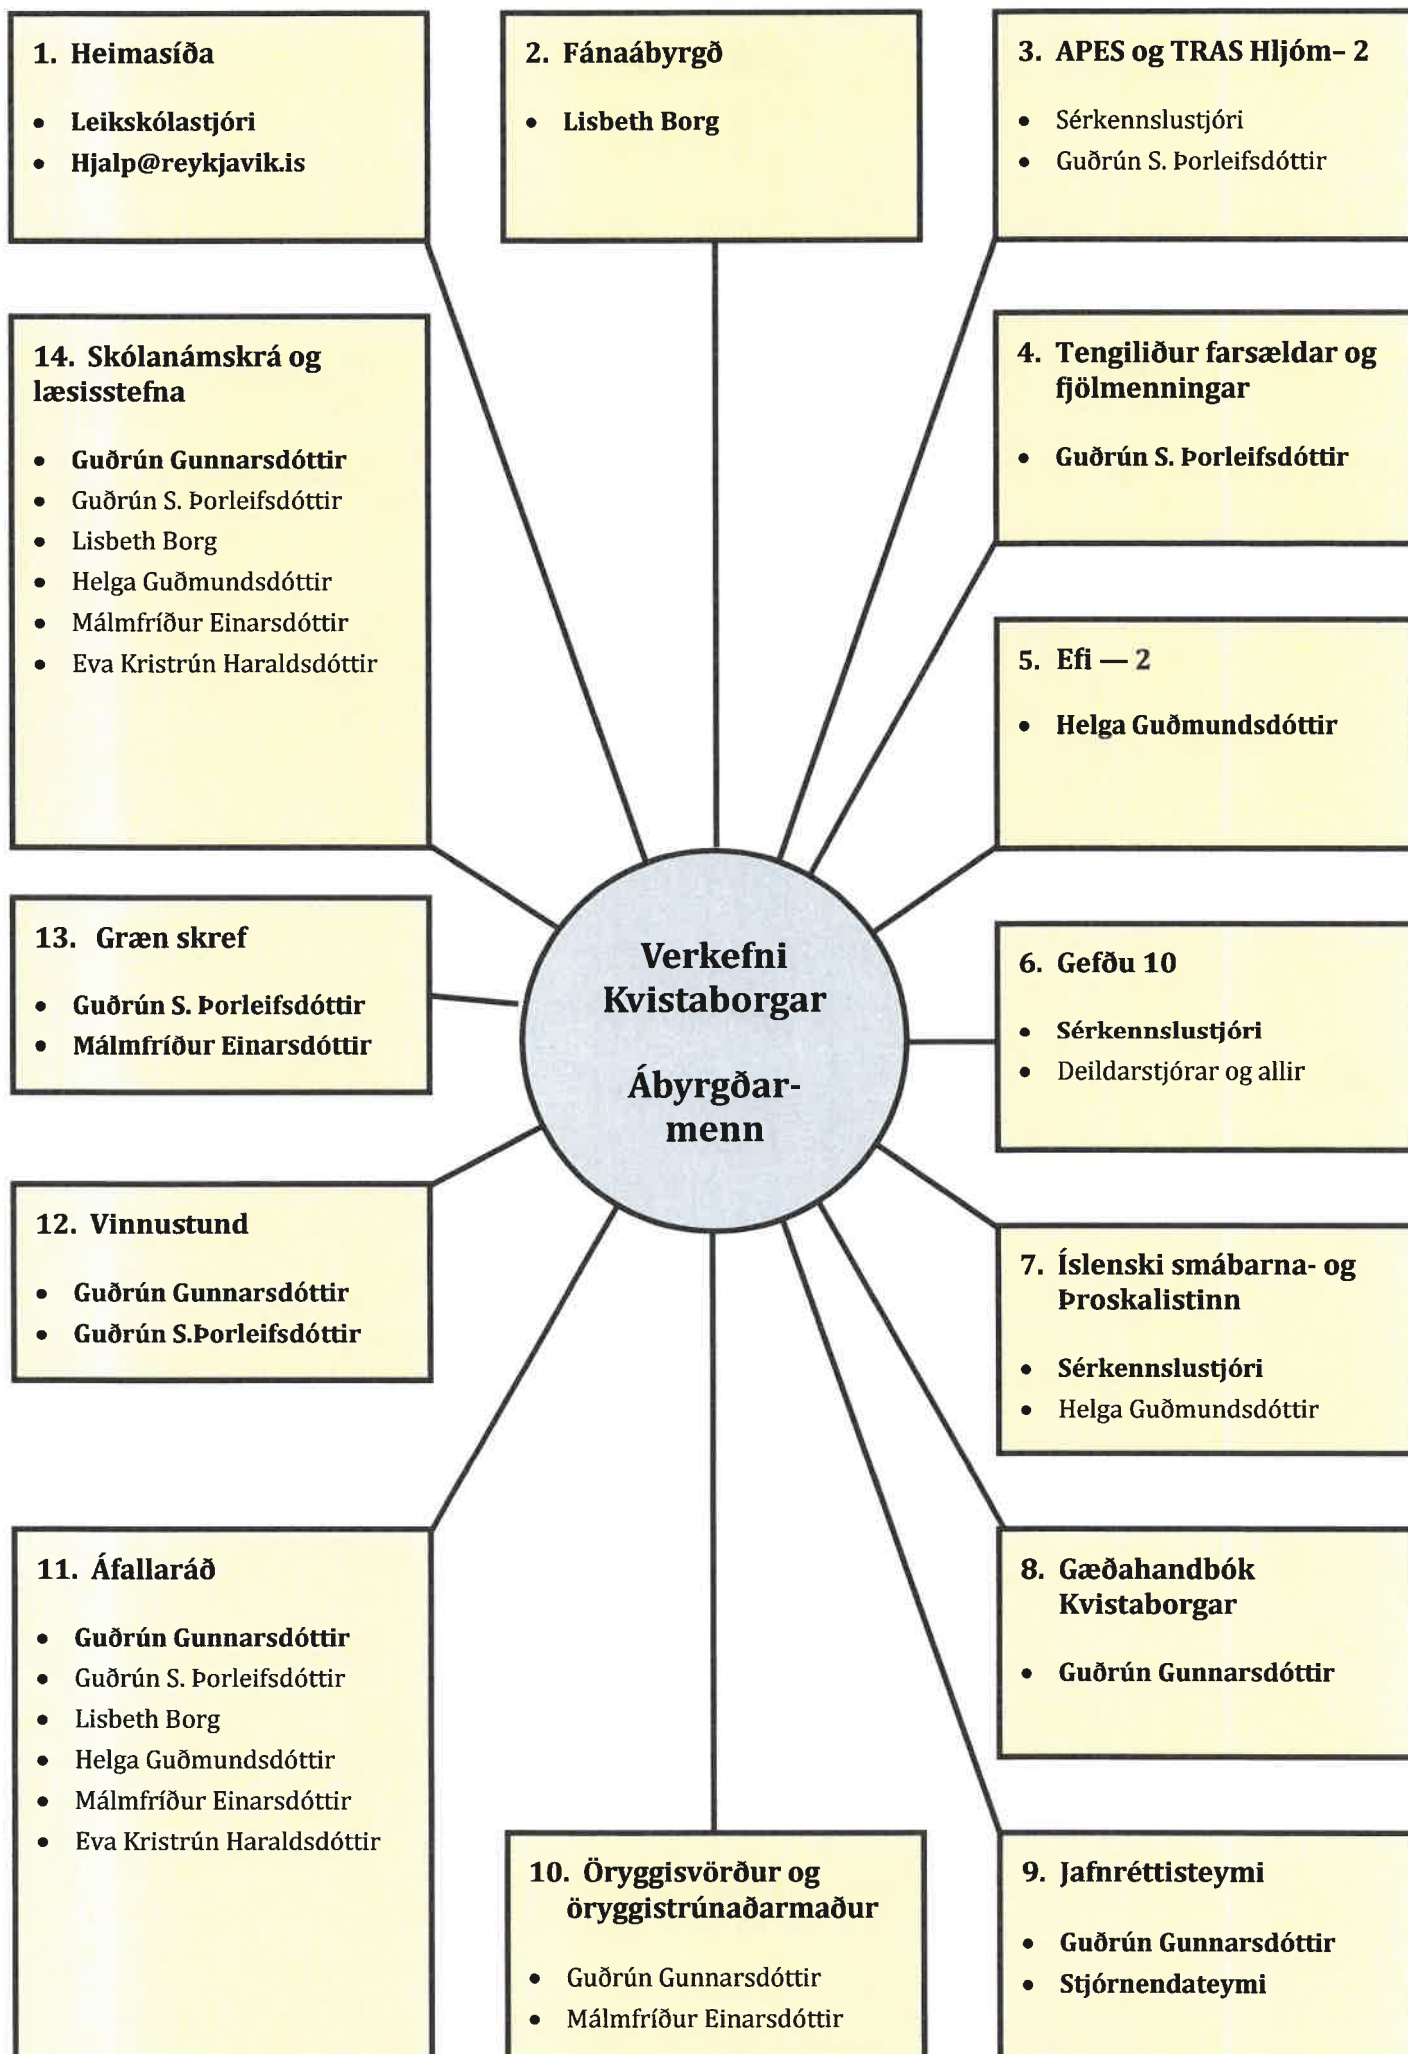 1. Heimasíða
• Leikskólastjóri
• Hjalp@reykjavik.is
2. Fánaábyrgð
• Lisbeth Borg
3. APES og TRAS Hljóm– 2
• Sérkennslustjóri
• Guðrún S. Þorleifsdóttir
4. Tengiliður farsældar og
fjölmenningar
• Guðrún S. Þorleifsdóttir
5. Efi — 2
• Helga Guðmundsdóttir
6. Gefðu 10
• Sérkennslustjóri
• Deildarstjórar og allir
7. Íslenski smábarna- og
Þroskalistinn
• Sérkennslustjóri
• Helga Guðmundsdóttir
8. Gæðahandbók
Kvistaborgar
• Guðrún Gunnarsdóttir
9. Jafnréttisteymi
• Guðrún Gunnarsdóttir
• Stjórnendateymi
10. Öryggisvörður og
öryggistrúnaðarmaður
• Guðrún Gunnarsdóttir
• Málmfríður Einarsdóttir
11. Áfallaráð
• Guðrún Gunnarsdóttir
• Guðrún S. Þorleifsdóttir
• Lisbeth Borg
• Helga Guðmundsdóttir
• Málmfríður Einarsdóttir
• Eva Kristrún Haraldsdóttir
12. Vinnustund
• Guðrún Gunnarsdóttir
• Guðrún S.Þorleifsdóttir
13. Græn skref
• Guðrún S. Þorleifsdóttir
• Málmfríður Einarsdóttir
14. Skólanámskrá og
læsisstefna
• Guðrún Gunnarsdóttir
• Guðrún S. Þorleifsdóttir
• Lisbeth Borg
• Helga Guðmundsdóttir
• Málmfríður Einarsdóttir
• Eva Kristrún Haraldsdóttir
Verkefni
Kvistaborgar
Ábyrgðar-
menn